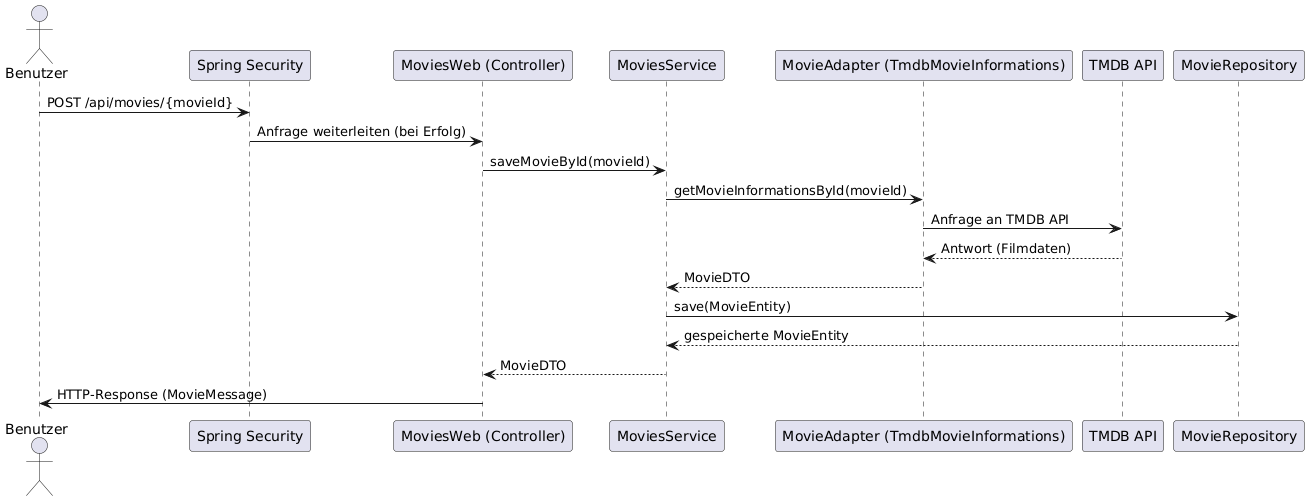 Benutzer
Spring Security
MoviesWeb (Controller)
MoviesService
MovieAdapter (TmdbMovieInformations)
TMDB API
MovieRepository
POST /api/movies/{movieId}
Anfrage weiterleiten (bei Erfolg)
saveMovieById(movieId)
getMovieInformationsById(movieId)
Anfrage an TMDB API
Antwort (Filmdaten)
MovieDTO
save(MovieEntity)
gespeicherte MovieEntity
MovieDTO
HTTP-Response (MovieMessage)
Benutzer
Spring Security
MoviesWeb (Controller)
MoviesService
MovieAdapter (TmdbMovieInformations)
TMDB API
MovieRepository